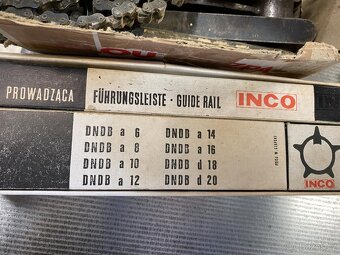 PROWADZĄCA
FÜHRUNGSLEISTE · GUIDE RAIL
INCO
DNDB a 6
DNDB a 8
DNDB a 10
DNDB a 12
DNDB a 14
DNDB a 16
DNDB d 18
DNDB d 20
INCO